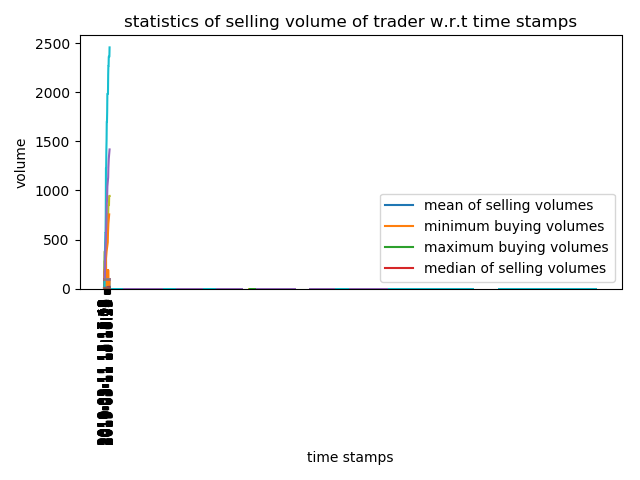 statistics of selling volume of trader w.r.t time stamps
2500
2000
1500
1000
500
0
volume
mean of selling volumes
minimum buying volumes
maximum buying volumes
median of selling volumes
time stamps